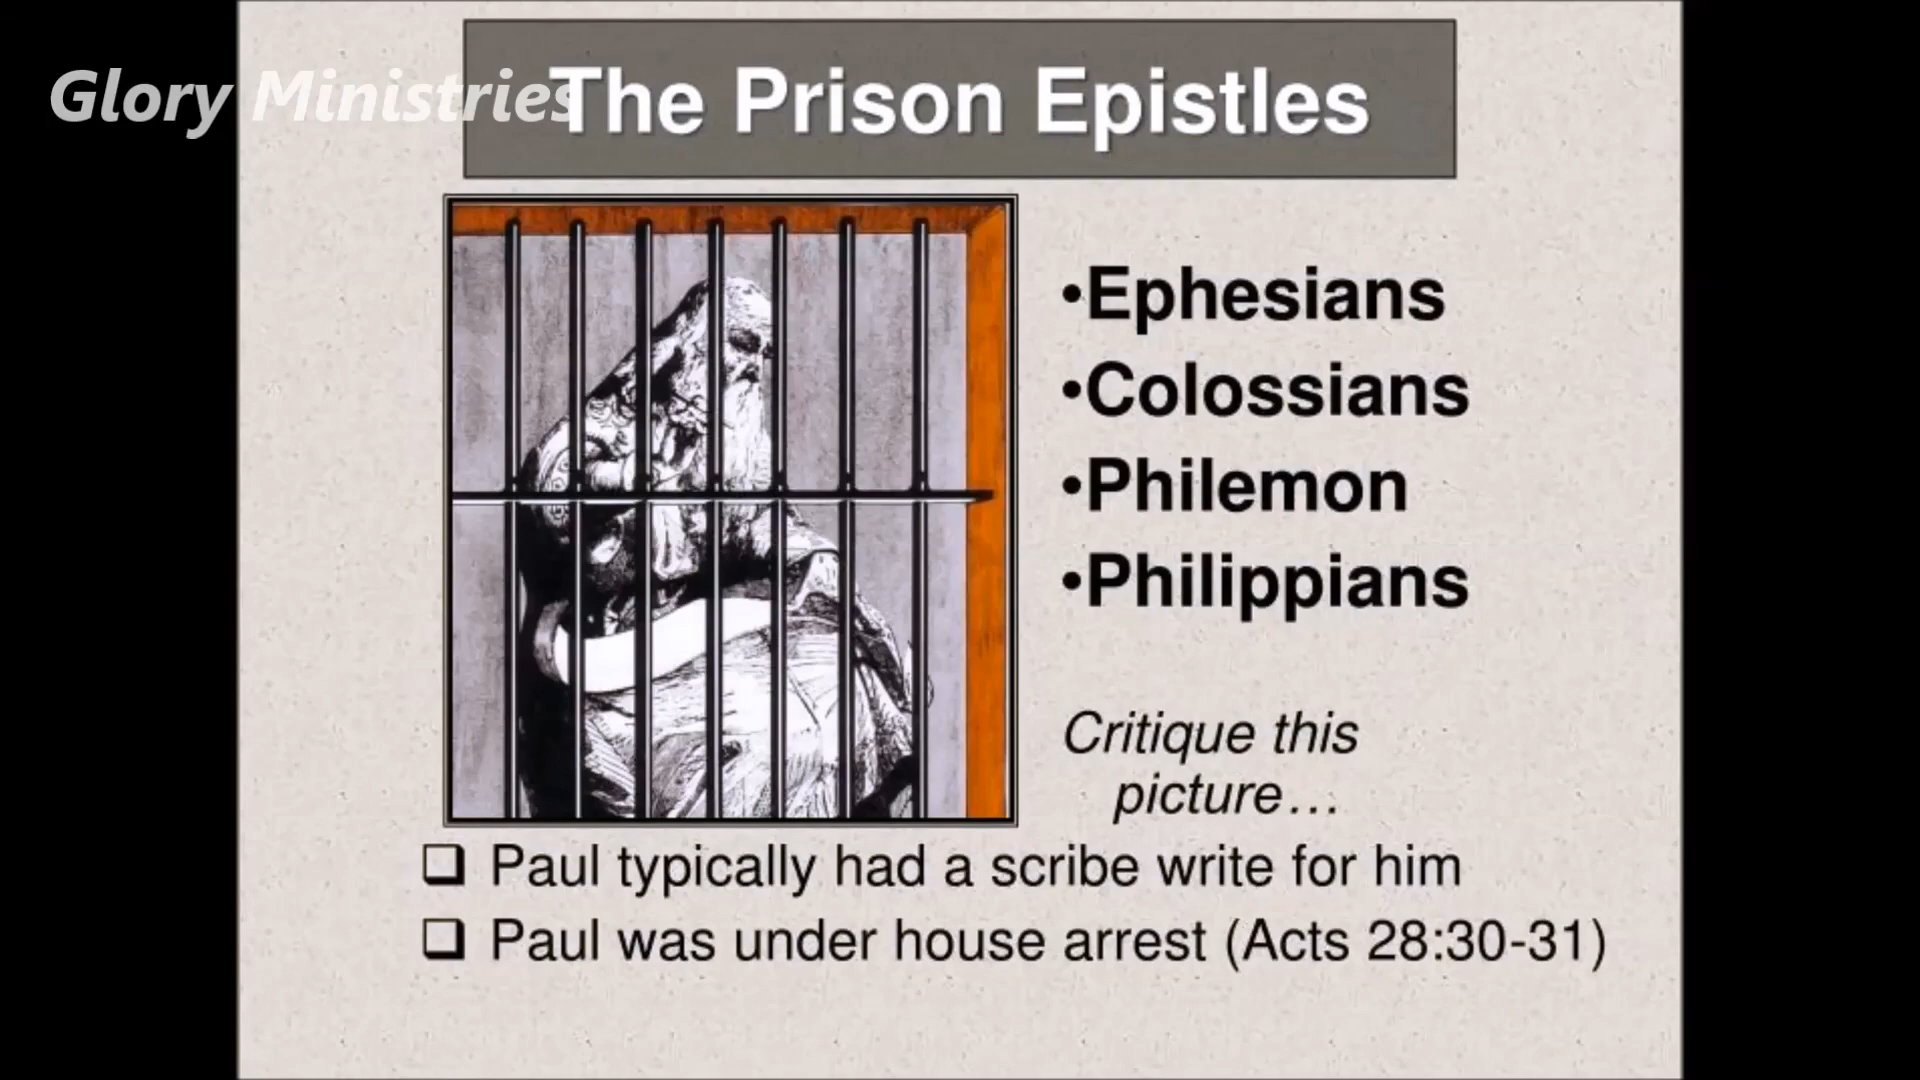 Glory Ministries
The Prison Epistles
•Ephesians
•Colossians
•Philemon
•Philippians
Critique this
picture…
❑ Paul typically had a scribe write for him
❑ Paul was under house arrest (Acts 28:30-31)